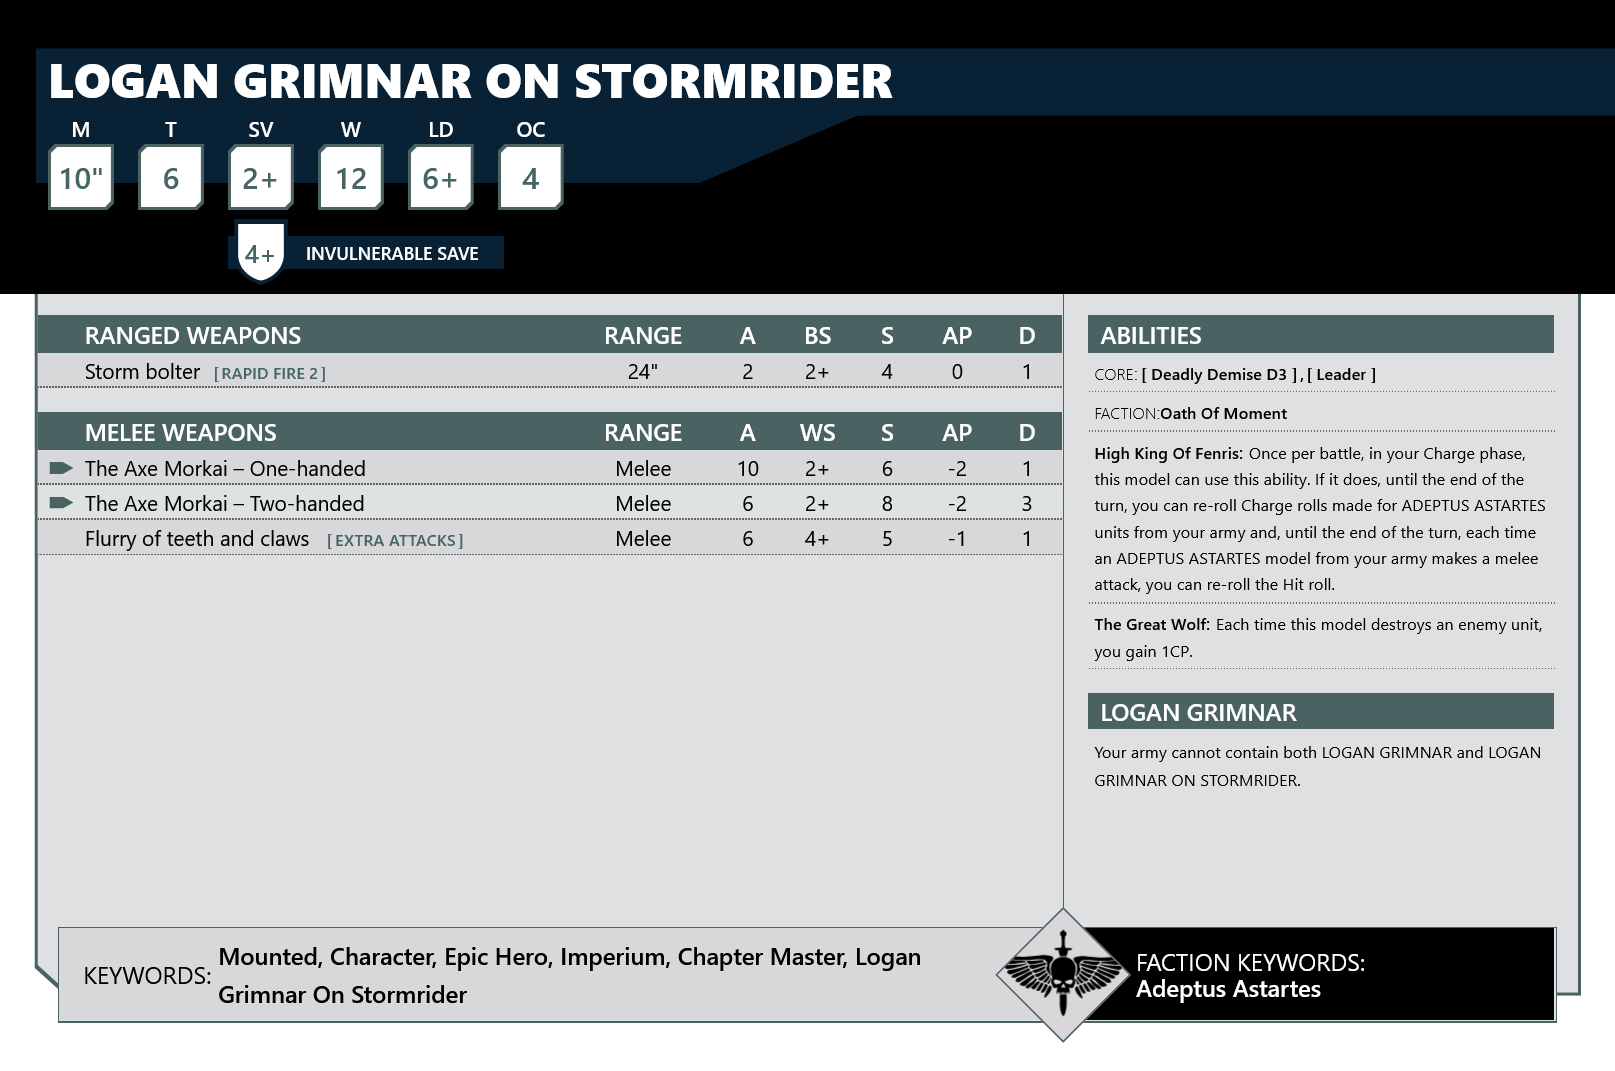 LOGAN GRIMNAR ON STORMRIDER
M T SV W LD OC
10" 6 2+ 12 6+ 4
4+ INVULNERABLE SAVE
RANGED WEAPONS RANGE A BS S AP D
Storm bolter [ RAPID FIRE 2 ] 24" 2 2+ 4 0 1
MELEE WEAPONS RANGE A WS S AP D
The Axe Morkai – One-handed Melee 10 2+ 6 -2 1
The Axe Morkai – Two-handed Melee 6 2+ 8 -2 3
Flurry of teeth and claws [ EXTRA ATTACKS ] Melee 6 4+ 5 -1 1
ABILITIES
CORE: [ Deadly Demise D3 ] , [ Leader ]
FACTION:Oath Of Moment
High King Of Fenris: Once per battle, in your Charge phase,
this model can use this ability. If it does, until the end of the
turn, you can re-roll Charge rolls made for ADEPTUS ASTARTES
units from your army and, until the end of the turn, each time
an ADEPTUS ASTARTES model from your army makes a melee
attack, you can re-roll the Hit roll.
The Great Wolf: Each time this model destroys an enemy unit,
you gain 1CP.
LOGAN GRIMNAR
Your army cannot contain both LOGAN GRIMNAR and LOGAN
GRIMNAR ON STORMRIDER.
KEYWORDS: Mounted, Character, Epic Hero, Imperium, Chapter Master, Logan
Grimnar On Stormrider
FACTION KEYWORDS:
Adeptus Astartes